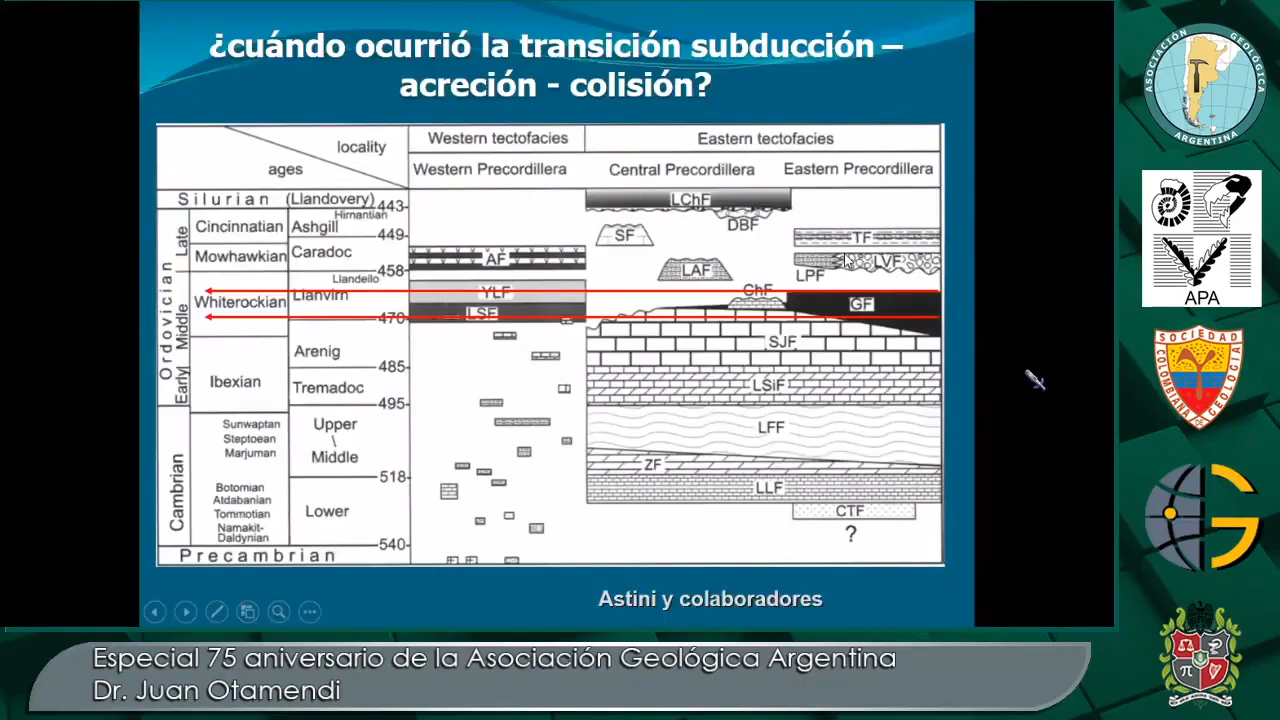 ¿cuándo ocurrió la transición subducción –
acreción - colisión?
locality
ages
Western tectofacies
Eastern tectofacies
Western Precordillera
Central Precordillera
Eastern Precordillera
Silurian (Llandovery)
443
Hirnantian
Ordovician
Late
Cincinnatian
Ashgill
449
Mowhawkian
Caradoc
458
Llandello
Middle
Whiterockian
Llanvirn
470
Arenig
485
Early
Ibexian
Tremadoc
495
Cambrian
Sunwaptan
Steptoean
Marjuman
Upper
\
Middle
518
Botomian
Atdabanian
Tommotian
Namakit-
Daldynian
Lower
540
Precambrian
AF
YLF
LSF
LChF
DBF
SF
TF
LAF
LVF
LPF
ChF
GF
SJF
LSiF
LFF
ZF
LLF
CTF
?
Astini y colaboradores
Especial 75 aniversario de la Asociación Geológica Argentina
Dr. Juan Otamendi
ASOCIACIÓN GEOLÓGICA
ARGENTINA
APA
SOCIEDAD
COLOMBIANA
DE GEOLOGIA
G
π